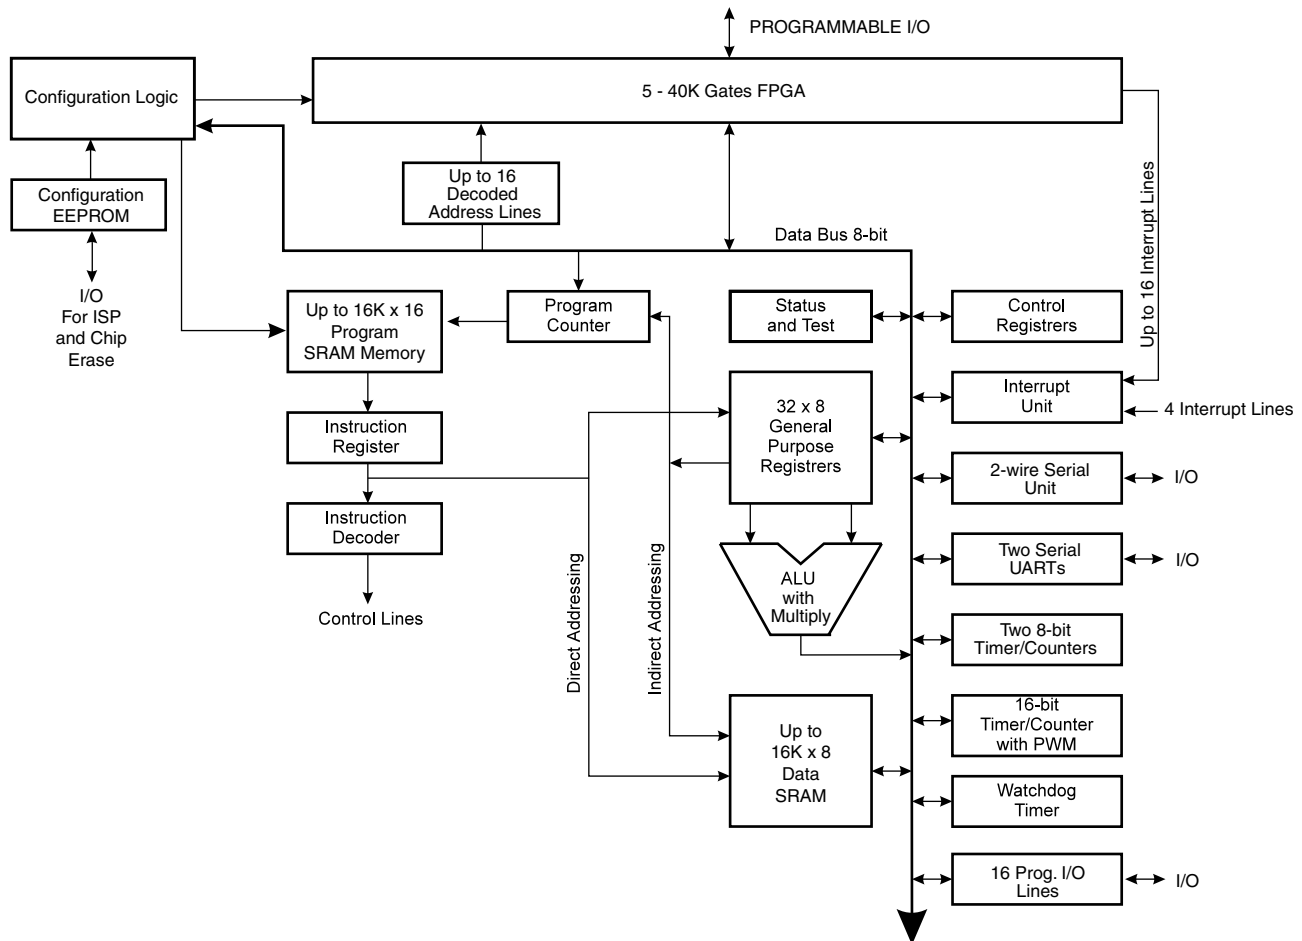 PROGRAMMABLE I/O
Configuration Logic
5 - 40K Gates FPGA
Up to 16
Decoded
Address Lines
Configuration
EEPROM
Data Bus 8-bit
Up to 16 Interrupt Lines
I/O
For ISP
and Chip
Erase
Up to 16K x 16
Program
SRAM Memory
Program
Counter
Status
and Test
Control
Registrers
Interrupt
Unit
4 Interrupt Lines
32 x 8
General
Purpose
Registrers
Instruction
Register
2-wire Serial
Unit
I/O
Instruction
Decoder
Two Serial
UARTs
I/O
ALU
with
Multiply
Direct Addressing
Indirect Addressing
Control Lines
Two 8-bit
Timer/Counters
16-bit
Timer/Counter
with PWM
Up to
16K x 8
Data
SRAM
Watchdog
Timer
16 Prog. I/O
Lines
I/O